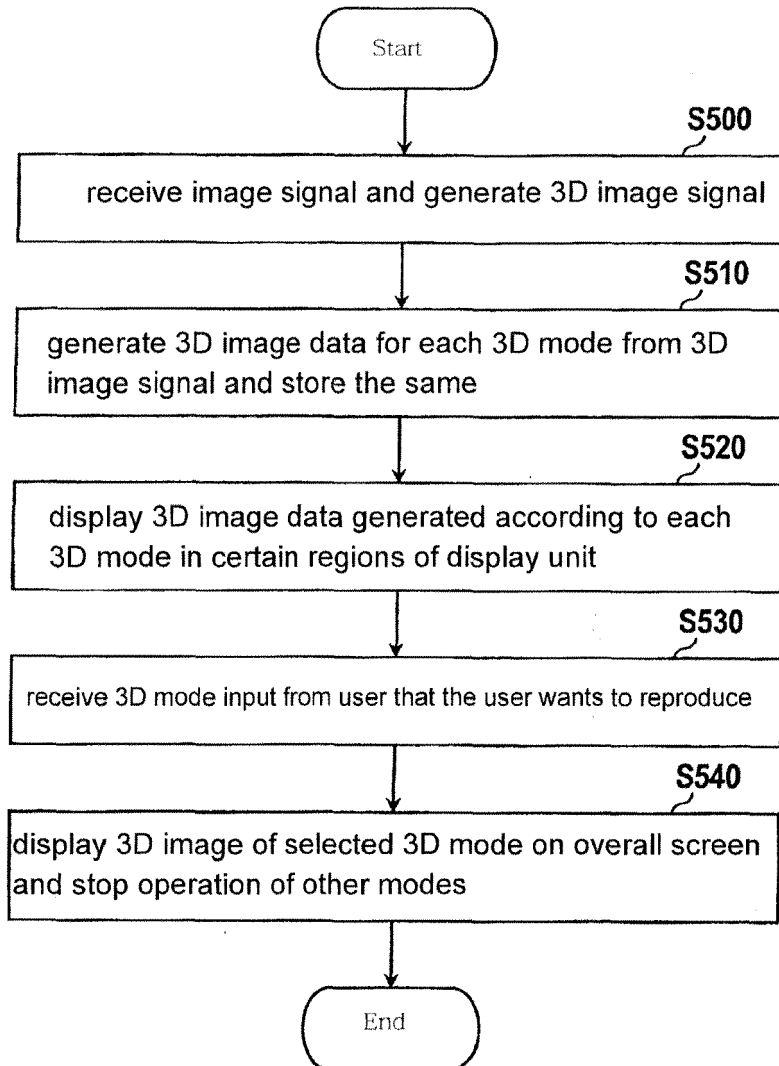 Start
S500
receive image signal and generate 3D image signal
S510
generate 3D image data for each 3D mode from 3D
image signal and store the same
S520
display 3D image data generated according to each
3D mode in certain regions of display unit
S530
receive 3D mode input from user that the user wants to reproduce
S540
display 3D image of selected 3D mode on overall screen
and stop operation of other modes
End